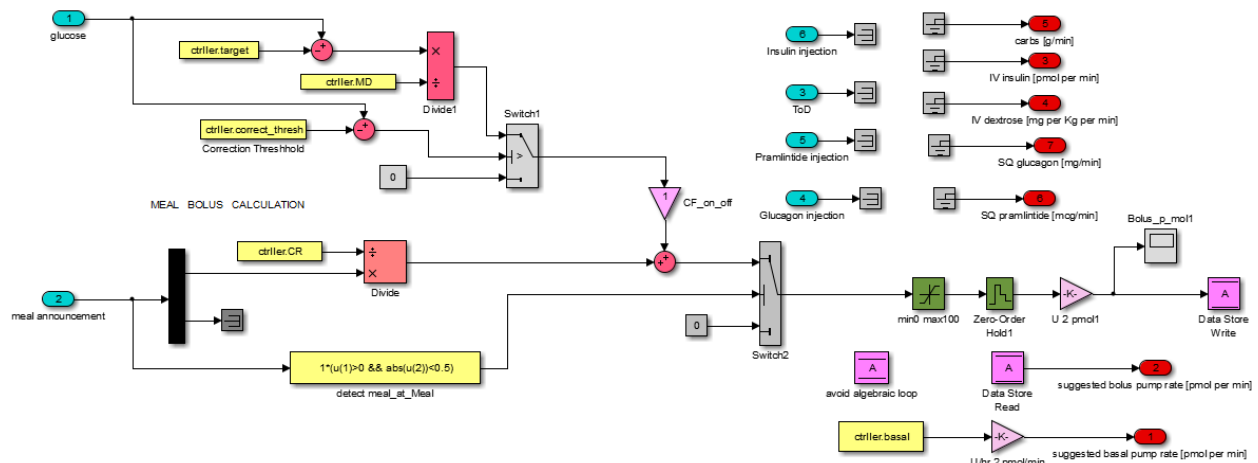 1
glucose
ctrller.target
ctrller.MD
×
÷
Divide1
ctrller.correct_thresh
Correction Threshhold
Switch1
>
0
1
CF_on_off
MEAL BOLUS CALCULATION
2
meal announcement
ctrller.CR
÷
×
Divide
1*(u(1)>0 && abs(u(2))<0.5)
detect meal_at_Meal
0
Switch2
6
Insulin injection
3
ToD
5
Pramlintide injection
4
Glucagon injection
5
carbs [g/min]
3
IV insulin [pmol per min]
4
IV dextrose [mg per Kg per min]
7
SQ glucagon [mg/min]
6
SQ pramlintide [mcg/min]
Bolus_p_mol1
min0 max100
Zero-Order
Hold1
-K-
U 2 pmol1
A
Data Store
Write
A
avoid algebraic loop
A
Data Store
Read
2
suggested bolus pump rate [pmol per min]
ctrller.basal
-K-
U/hr 2 pmol/min
1
suggested basal pump rate [pmol per min]